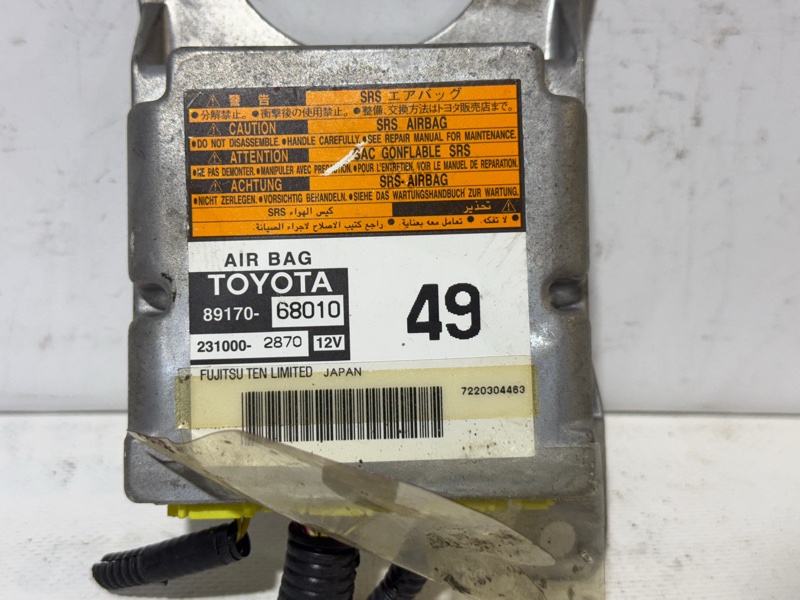 警告 SRS エアバッグ
•分解禁止。•衝撃後の使用禁止。•整備、交換方法はトヨタ販売店まで。
CAUTION SRS AIRBAG
•DO NOT DISASSEMBLE.•HANDLE CAREFULLY.•SEE REPAIR MANUAL FOR MAINTENANCE.
ATTENTION SAC GONFLABLE SRS
•NE PAS DEMONTER.•MANIPULER AVEC PRECAUTION.•POUR L'ENTRETIEN, VOIR LE MANUEL DE REPARATION.
ACHTUNG SRS-AIRBAG
•NICHT ZERLEGEN.•VORSICHTIG BEHANDELN.•SIEHE DAS WARTUNGSHANDBUCH ZUR WARTUNG.
تحذير كيس الهواء SRS
• لا تفكه. • تعامل معه بعناية. • راجع كتيب الاصلاح لاجراء الصيانة.
AIR BAG
TOYOTA
89170-68010
49
231000-2870 12V
FUJITSU TEN LIMITED JAPAN
7220304463